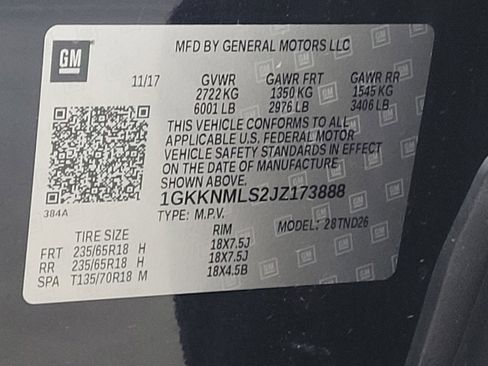 GM
MFD BY GENERAL MOTORS LLC
11/17 GVWR GAWR FRT GAWR RR
2722 KG 1350 KG 1545 KG
6001 LB 2976 LB 3406 LB
THIS VEHICLE CONFORMS TO ALL
APPLICABLE U.S. FEDERAL MOTOR
VEHICLE SAFETY STANDARDS IN EFFECT
ON THE DATE OF MANUFACTURE
SHOWN ABOVE.
384A
1GKKNMLS2JZ173888
TYPE: M.P.V. MODEL: 28TND26
TIRE SIZE RIM
FRT 235/65R18 H 18X7.5J
RR 235/65R18 H 18X7.5J
SPA T135/70R18 M 18X4.5B